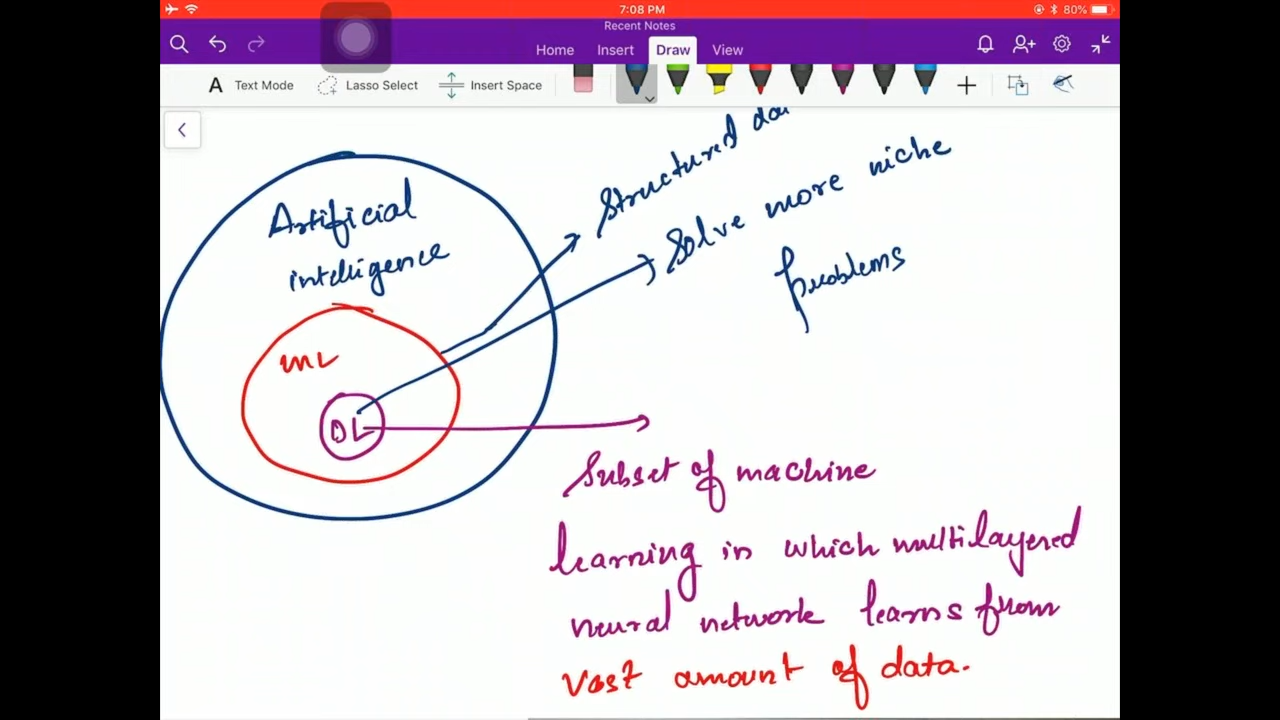 7:08 PM
80%
Recent Notes
Home Insert Draw View
A Text Mode Lasso Select Insert Space
Structured
Solve more niche
problems
Artificial
intelligence
ML
DL
Subset of machine
learning in which multilayered
neural network learns from
vast amount of data.